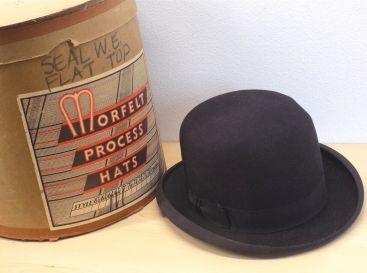 SEAL W.E
FLAT TOP
MORFELT
PROCESS
HATS